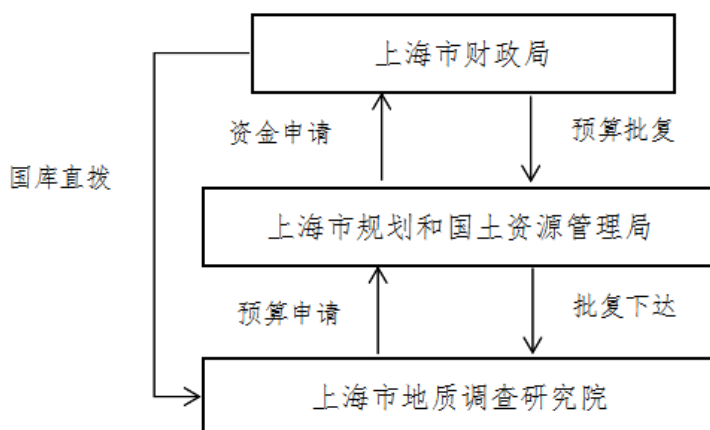 上海市财政局
资金申请
预算批复
国库直拨
上海市规划和国土资源管理局
预算申请
批复下达
上海市地质调查研究院